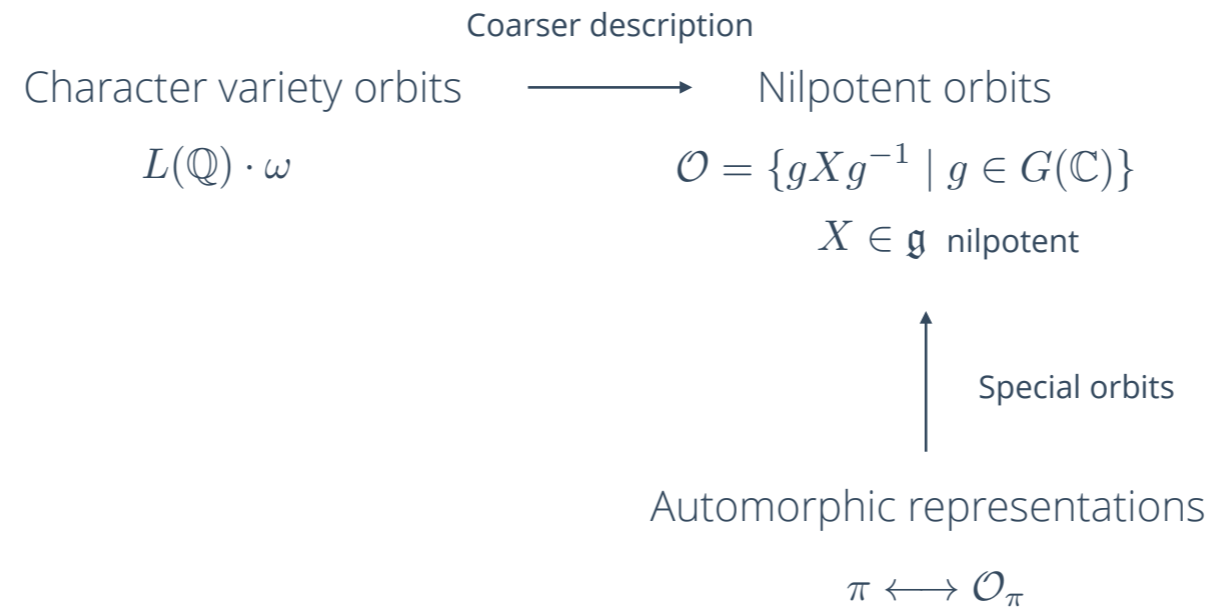 Coarser description
Character variety orbits ⟶ Nilpotent orbits
L(ℚ) · ω
𝒪 = {gXg⁻¹ | g ∈ G(ℂ)}
X ∈ 𝔤 nilpotent
Special orbits
Automorphic representations
π ⟷ 𝒪_π